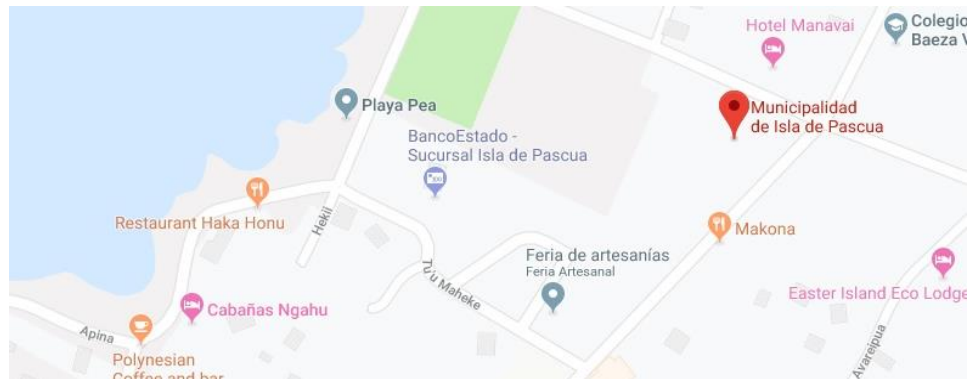 Hotel Manavai
Colegio
Baeza V
Playa Pea
Municipalidad
de Isla de Pascua
BancoEstado -
Sucursal Isla de Pascua
Restaurant Haka Honu
Hekii
Makona
Tu'u Maheke
Feria de artesanías
Feria Artesanal
Easter Island Eco Lodge
Cabañas Ngahu
Apina
Avareipua
Polynesian
Coffee and bar